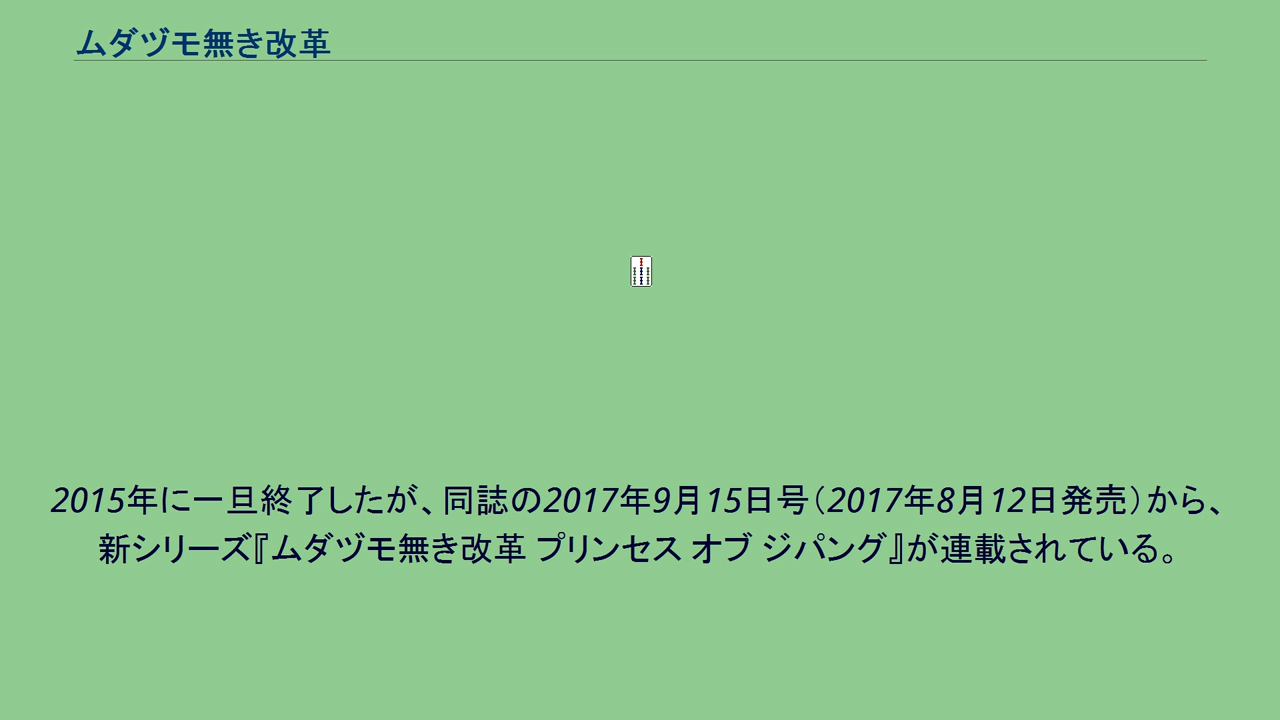 ムダヅモ無き改革
2015年に一旦終了したが、同誌の2017年9月15日号（2017年8月12日発売）から、
新シリーズ『ムダヅモ無き改革 プリンセス オブ ジパング』が連載されている。